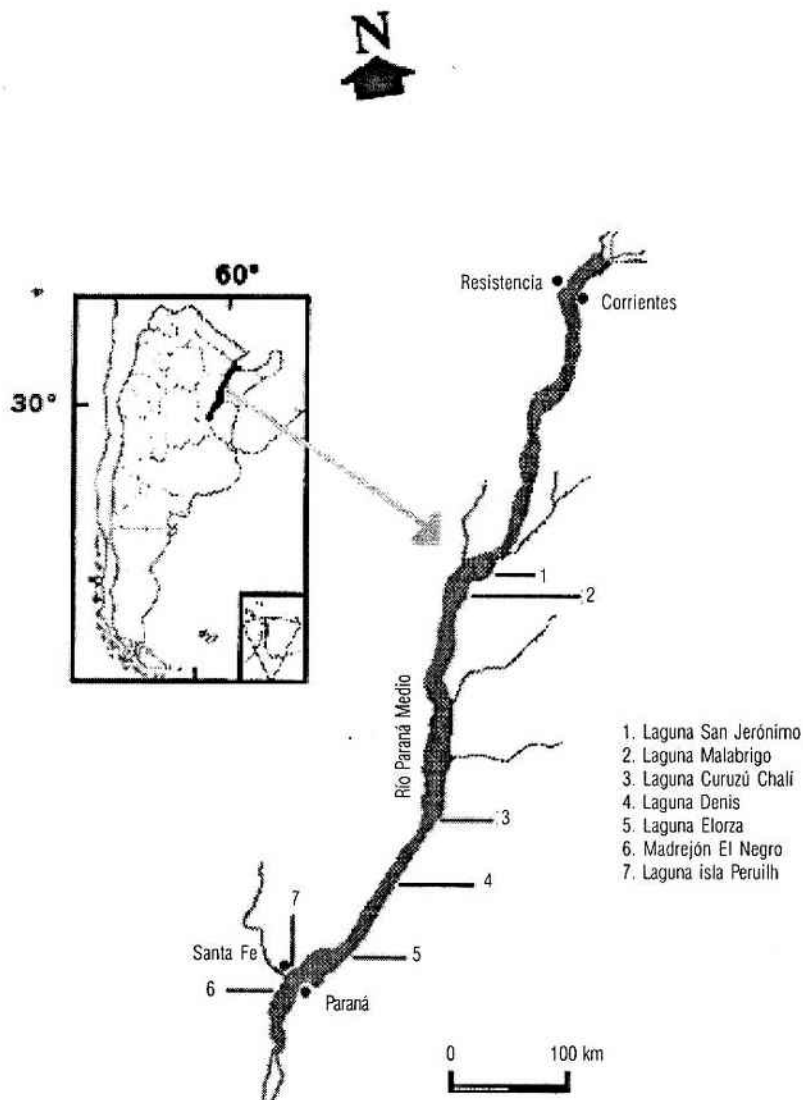 N
60°
30°
Resistencia
Corrientes
1
2
Río Paraná Medio
3
4
7
Santa Fe
5
6
Paraná
1. Laguna San Jerónimo
2. Laguna Malabrigo
3. Laguna Curuzú Chalí
4. Laguna Denis
5. Laguna Elorza
6. Madrejón El Negro
7. Laguna isla Peruilh
0 100 km